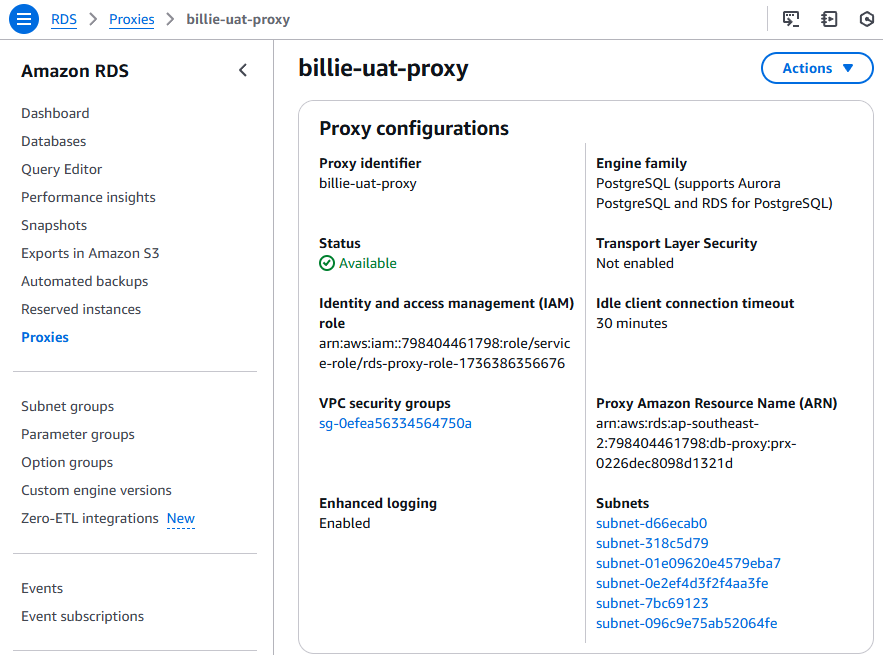 RDS > Proxies > billie-uat-proxy
Amazon RDS
Dashboard
Databases
Query Editor
Performance insights
Snapshots
Exports in Amazon S3
Automated backups
Reserved instances
Proxies
Subnet groups
Parameter groups
Option groups
Custom engine versions
Zero-ETL integrations New
Events
Event subscriptions
billie-uat-proxy
Actions
Proxy configurations
Proxy identifier
billie-uat-proxy
Status
Available
Identity and access management (IAM)
role
arn:aws:iam::798404461798:role/servic
e-role/rds-proxy-role-1736386356676
VPC security groups
sg-0efea56334564750a
Enhanced logging
Enabled
Engine family
PostgreSQL (supports Aurora
PostgreSQL and RDS for PostgreSQL)
Transport Layer Security
Not enabled
Idle client connection timeout
30 minutes
Proxy Amazon Resource Name (ARN)
arn:aws:rds:ap-southeast-
2:798404461798:db-proxy:prx-
0226dec8098d1321d
Subnets
subnet-d66ecab0
subnet-318c5d79
subnet-01e09620e4579eba7
subnet-0e2ef4d3f2f4aa3fe
subnet-7bc69123
subnet-096c9e75ab52064fe